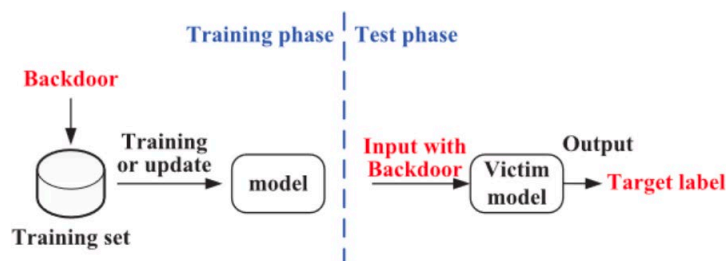 Training phase
Test phase
Backdoor
Training
or update
Training set
model
Input with
Backdoor
Victim
model
Output
Target label